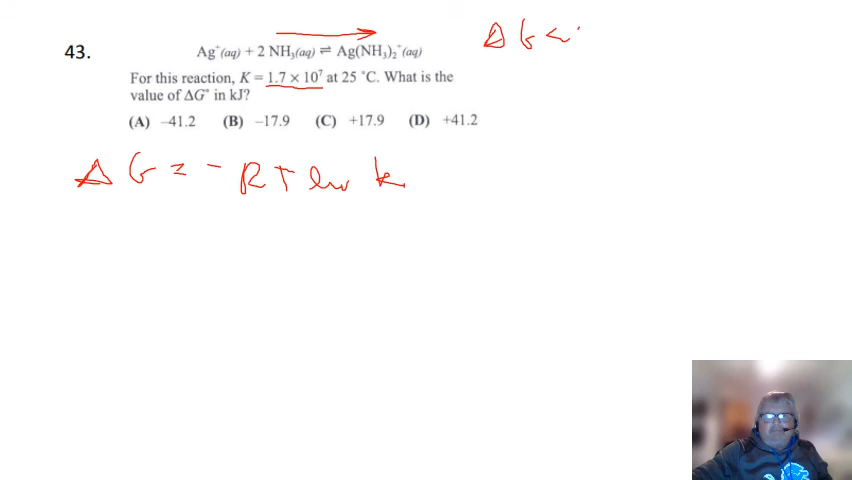 43.
Ag⁺(aq) + 2 NH₃(aq) ⇌ Ag(NH₃)₂⁺(aq)
ΔG <
For this reaction, K = 1.7 × 10⁷ at 25 °C. What is the
value of ΔG° in kJ?
(A) –41.2 (B) –17.9 (C) +17.9 (D) +41.2
ΔG = - RT ln K